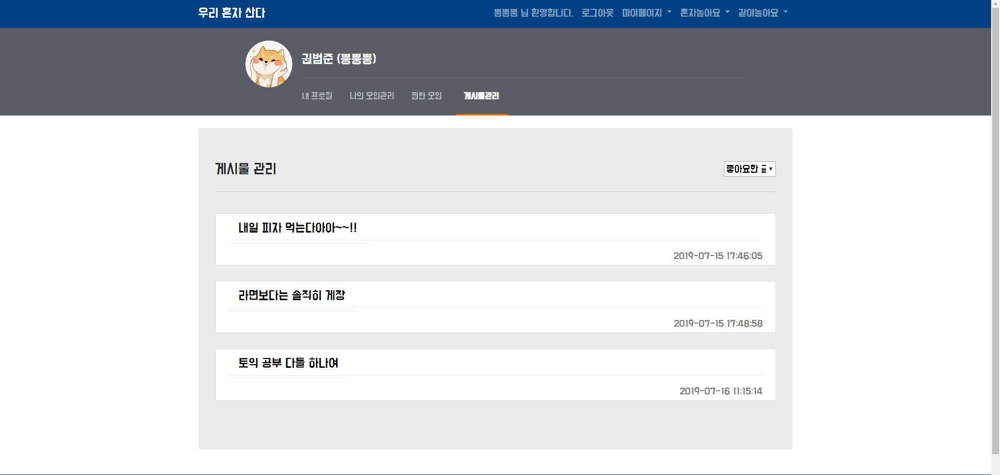 우리 혼자 산다
뿡뿡뿡 님 환영합니다. 로그아웃 마이페이지 혼자놀아요 같이놀아요
권범준 (뿡뿡뿡)
내 프로필 나의 모임관리 찜한 모임 게시물관리
게시물 관리
좋아요한 글
내일 피자 먹는다아아~~!!
2019-07-15 17:46:05
라면보다는 솔직히 게장
2019-07-15 17:48:58
토익 공부 다들 하나여
2019-07-16 11:15:14